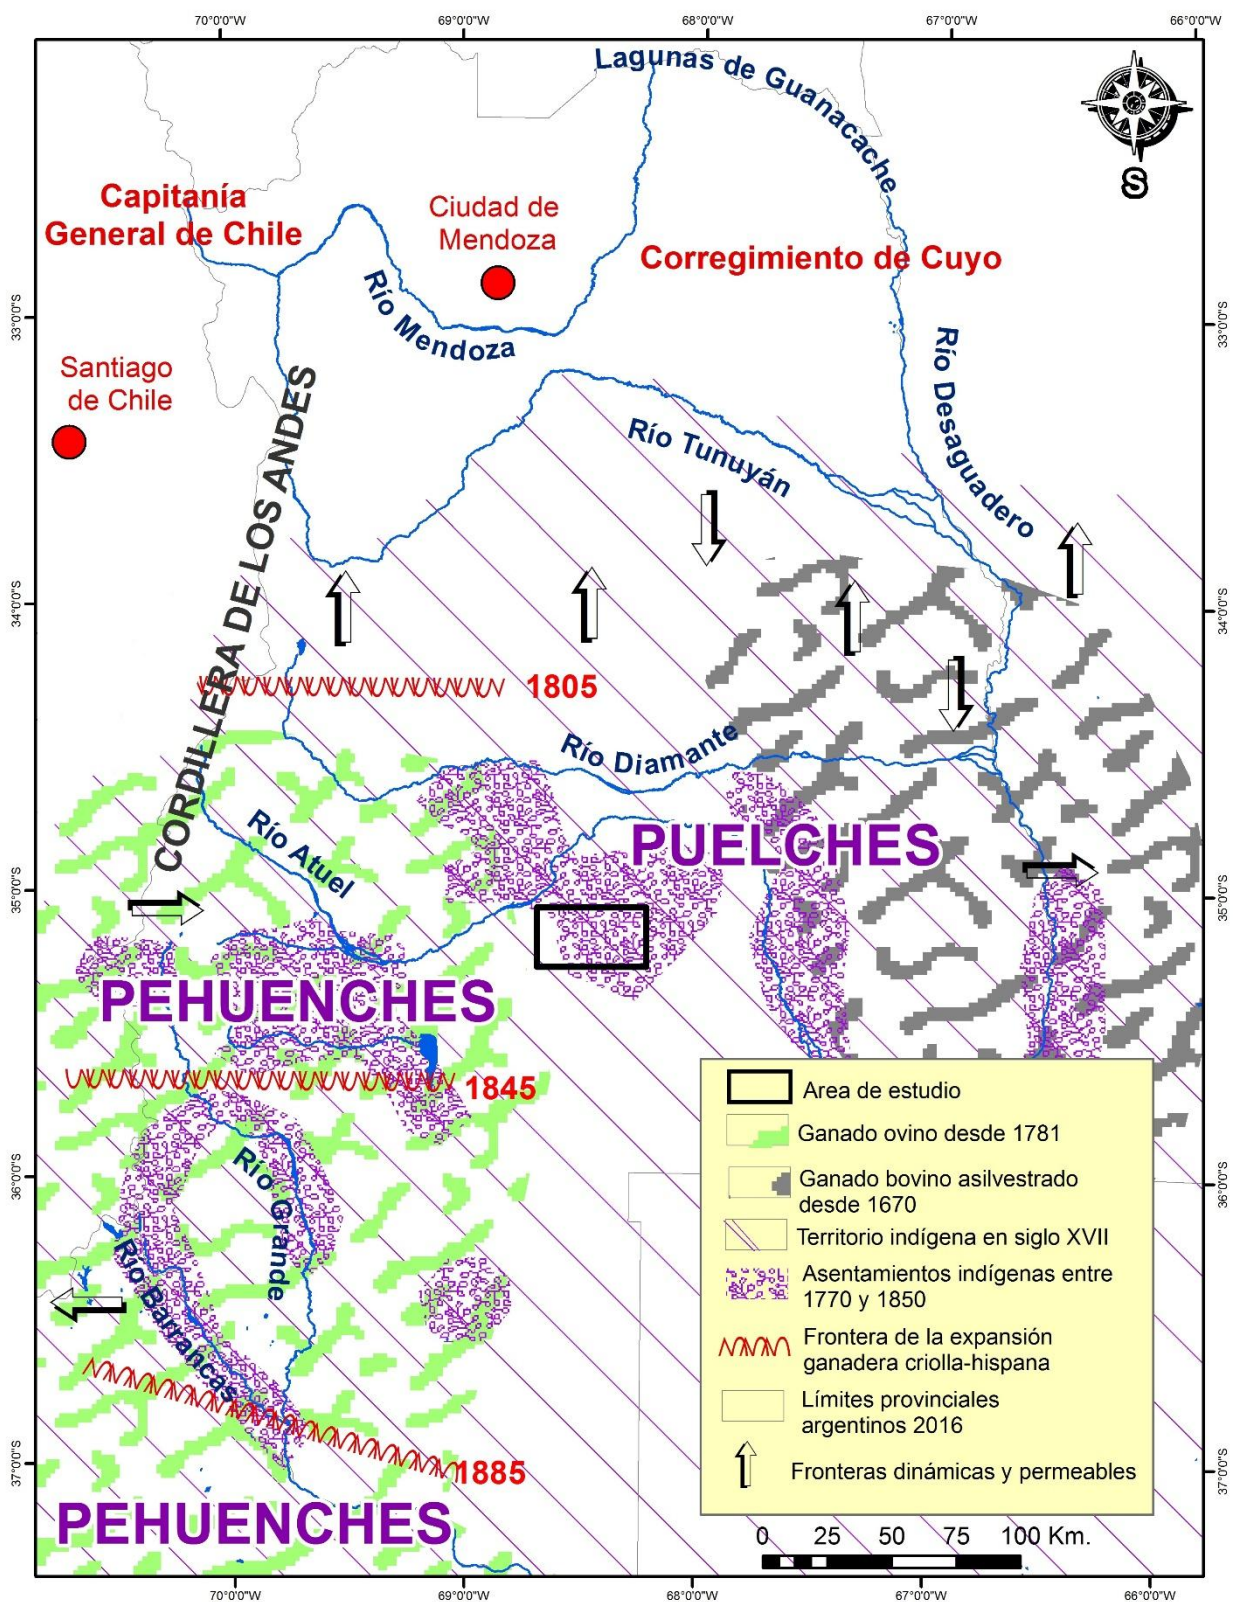 70°0'0"W 69°0'0"W 68°0'0"W 67°0'0"W 66°0'0"W
Lagunas de Guanacache
S
Capitanía
General de Chile
Ciudad de
Mendoza
Corregimiento de Cuyo
Río Mendoza
33°0'0"S
33°0'0"S
Río Desaguadero
Santiago
de Chile
CORDILLERA DE LOS ANDES
Río Tunuyán
34°0'0"S
34°0'0"S
1805
Río Diamante
Río Atuel
PUELCHES
35°0'0"S
35°0'0"S
PEHUENCHES
1845
Río Grande
36°0'0"S
36°0'0"S
Río Barrancas
1885
37°0'0"S
37°0'0"S
PEHUENCHES
Area de estudio
Ganado ovino desde 1781
Ganado bovino asilvestrado
desde 1670
Territorio indígena en siglo XVII
Asentamientos indígenas entre
1770 y 1850
Frontera de la expansión
ganadera criolla-hispana
Límites provinciales
argentinos 2016
Fronteras dinámicas y permeables
0 25 50 75 100 Km.
70°0'0"W 69°0'0"W 68°0'0"W 67°0'0"W 66°0'0"W